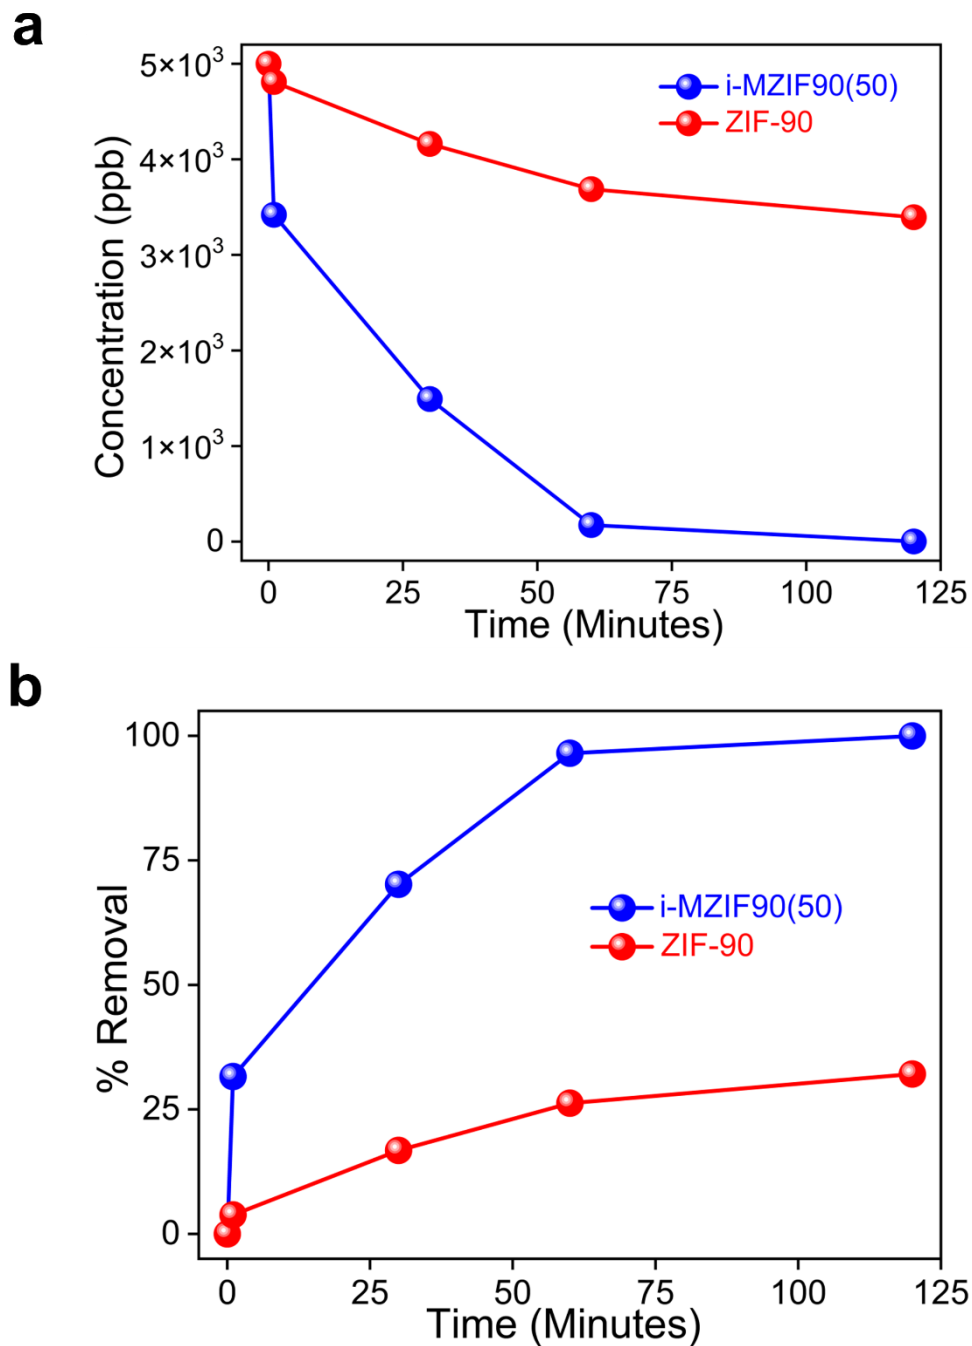 a
5×10³
4×10³
3×10³
2×10³
1×10³
0
Concentration (ppb)
i-MZIF90(50)
ZIF-90
0 25 50 75 100 125
Time (Minutes)
b
100
75
50
25
0
% Removal
i-MZIF90(50)
ZIF-90
0 25 50 75 100 125
Time (Minutes)